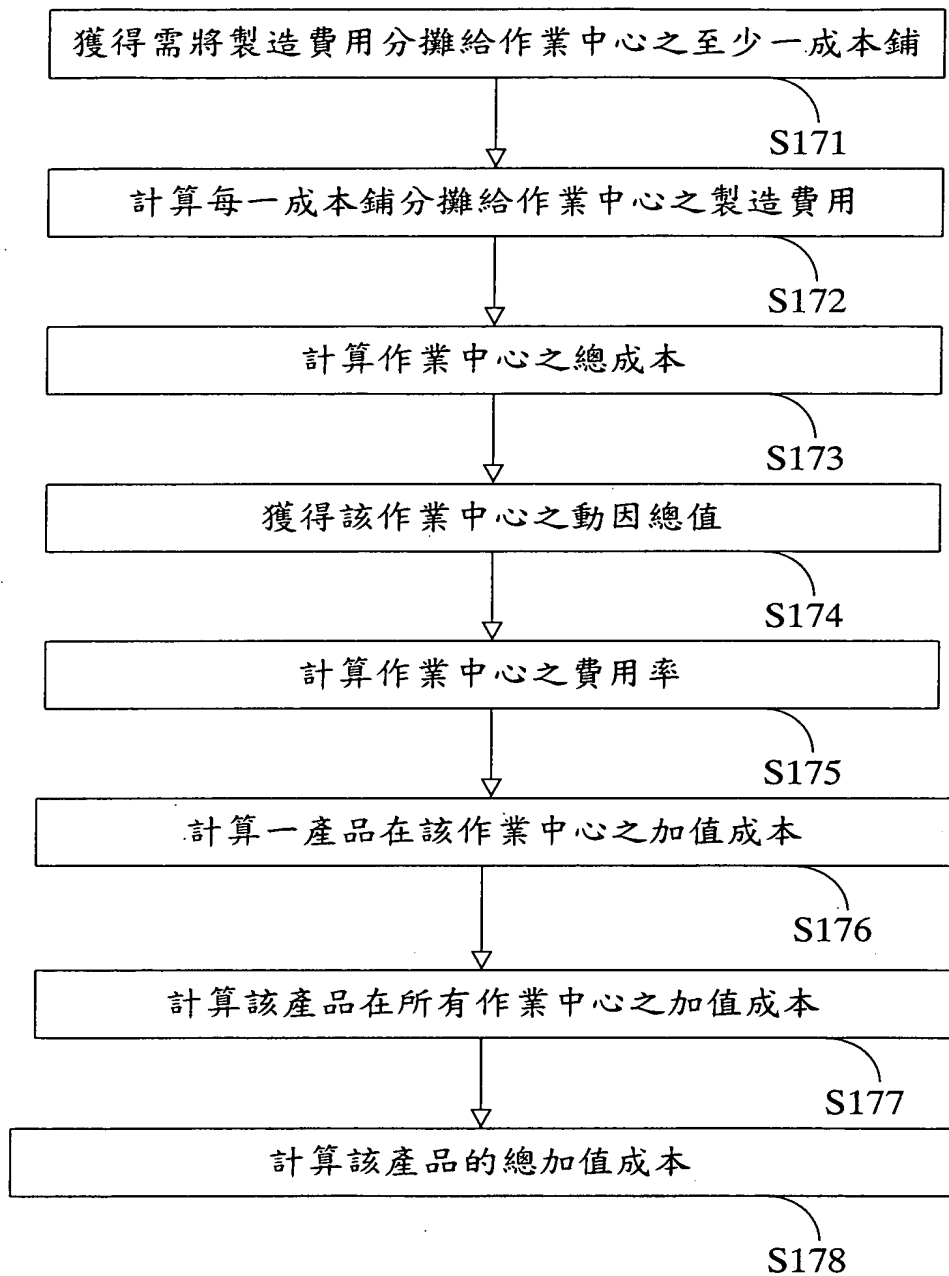 獲得需將製造費用分攤給作業中心之至少一成本鋪
S171
計算每一成本鋪分攤給作業中心之製造費用
S172
計算作業中心之總成本
S173
獲得該作業中心之動因總值
S174
計算作業中心之費用率
S175
計算一產品在該作業中心之加值成本
S176
計算該產品在所有作業中心之加值成本
S177
計算該產品的總加值成本
S178